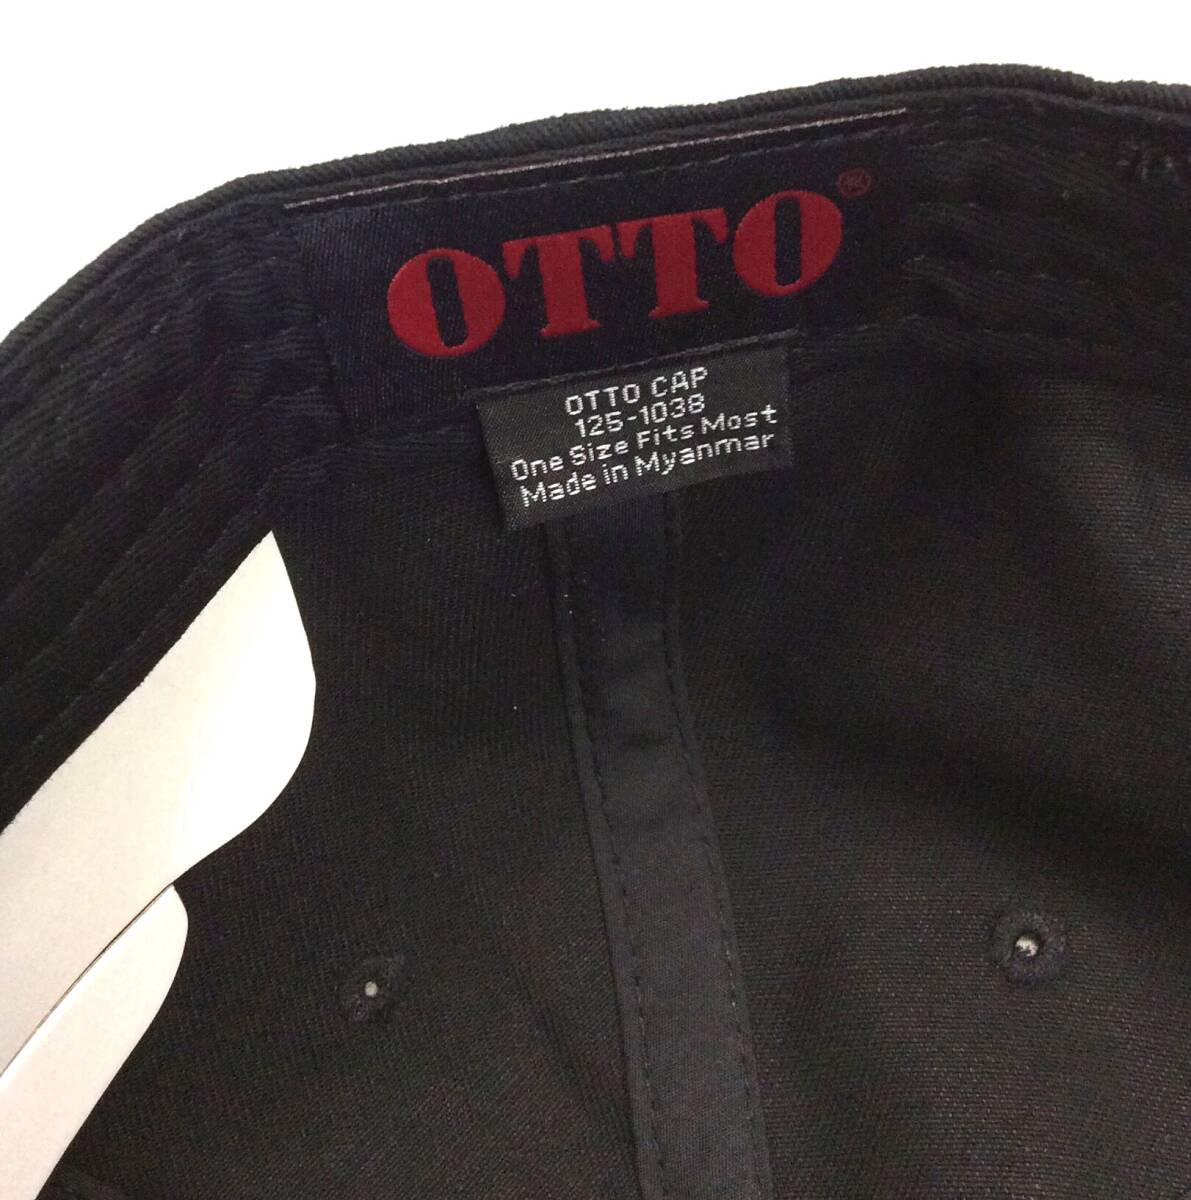 OTTO®
OTTO CAP
125-1038
One Size Fits Most
Made in Myanmar